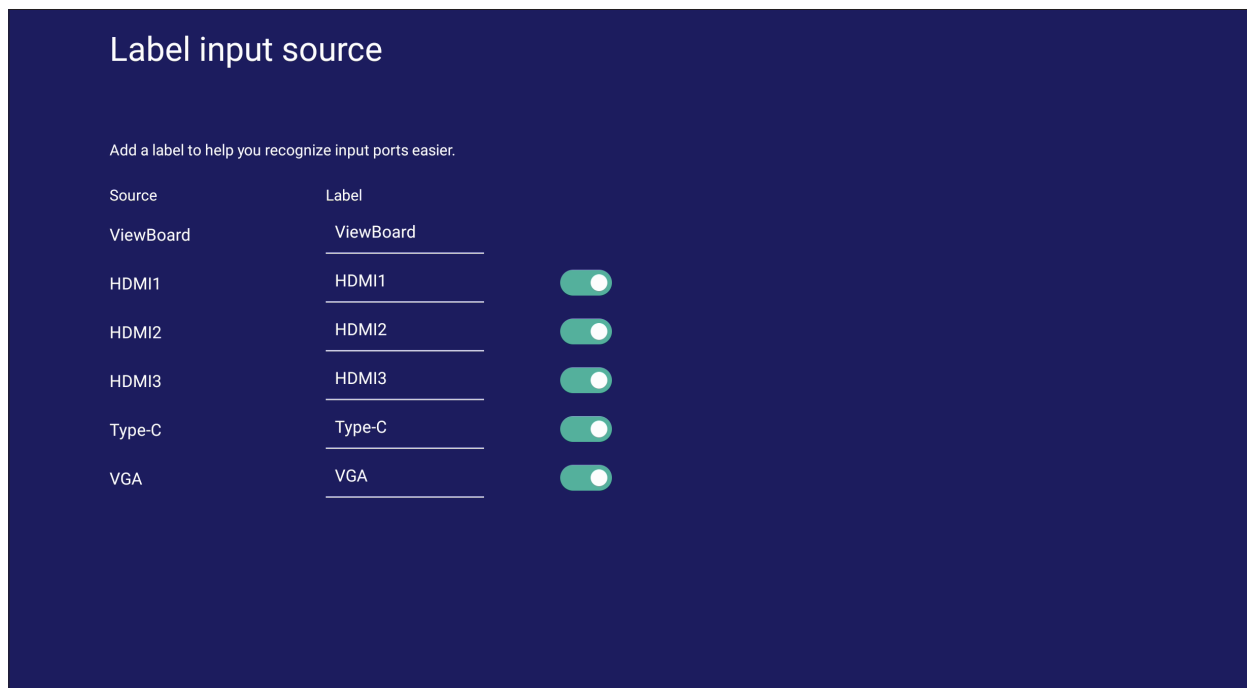 Label input source
Add a label to help you recognize input ports easier.
Source Label
ViewBoard ViewBoard
HDMI1 HDMI1
HDMI2 HDMI2
HDMI3 HDMI3
Type-C Type-C
VGA VGA